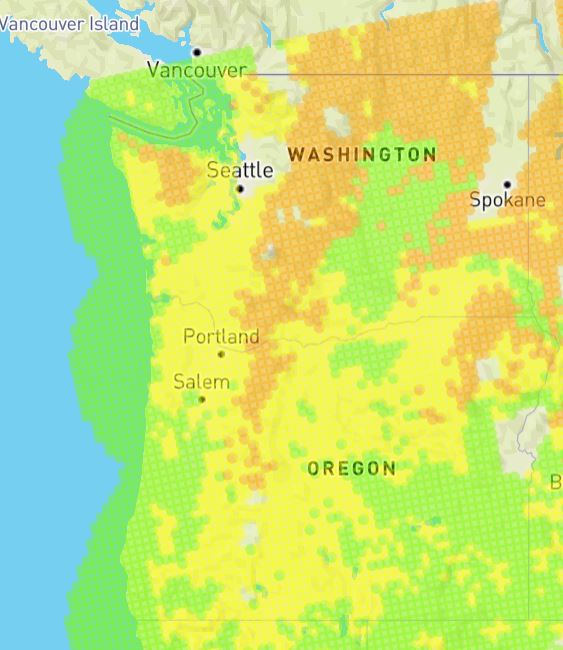 Vancouver Island
Vancouver
WASHINGTON
Seattle
Spokane
Portland
Salem
OREGON
B